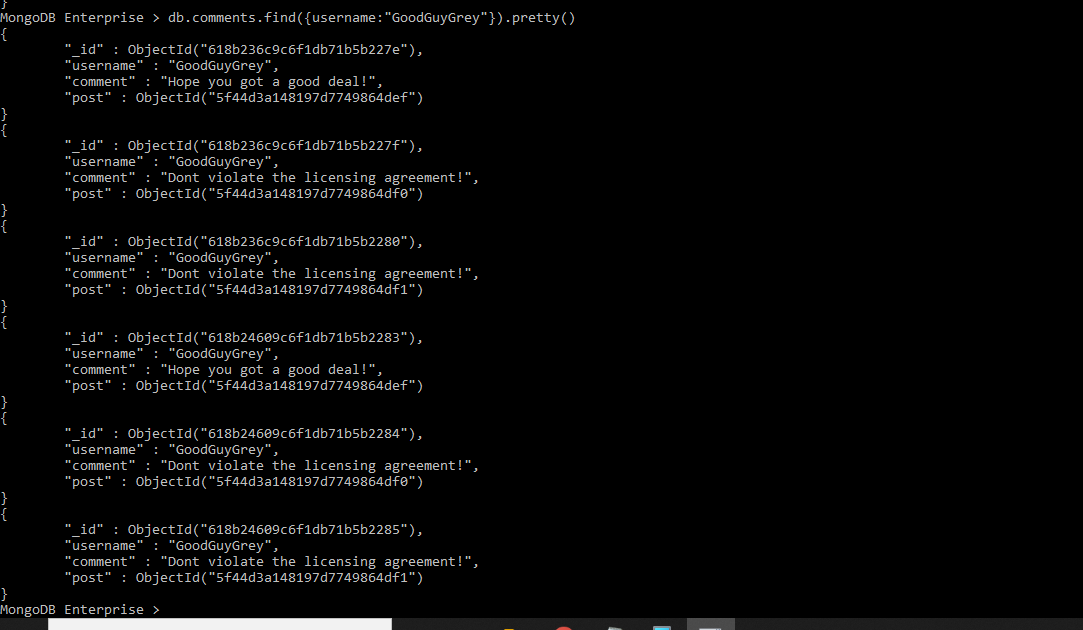 }
MongoDB Enterprise > db.comments.find({username:"GoodGuyGrey"}).pretty()
{
"_id" : ObjectId("618b236c9c6f1db71b5b227e"),
"username" : "GoodGuyGrey",
"comment" : "Hope you got a good deal!",
"post" : ObjectId("5f44d3a148197d7749864def")
}
{
"_id" : ObjectId("618b236c9c6f1db71b5b227f"),
"username" : "GoodGuyGrey",
"comment" : "Dont violate the licensing agreement!",
"post" : ObjectId("5f44d3a148197d7749864df0")
}
{
"_id" : ObjectId("618b236c9c6f1db71b5b2280"),
"username" : "GoodGuyGrey",
"comment" : "Dont violate the licensing agreement!",
"post" : ObjectId("5f44d3a148197d7749864df1")
}
{
"_id" : ObjectId("618b24609c6f1db71b5b2283"),
"username" : "GoodGuyGrey",
"comment" : "Hope you got a good deal!",
"post" : ObjectId("5f44d3a148197d7749864def")
}
{
"_id" : ObjectId("618b24609c6f1db71b5b2284"),
"username" : "GoodGuyGrey",
"comment" : "Dont violate the licensing agreement!",
"post" : ObjectId("5f44d3a148197d7749864df0")
}
{
"_id" : ObjectId("618b24609c6f1db71b5b2285"),
"username" : "GoodGuyGrey",
"comment" : "Dont violate the licensing agreement!",
"post" : ObjectId("5f44d3a148197d7749864df1")
}
MongoDB Enterprise >